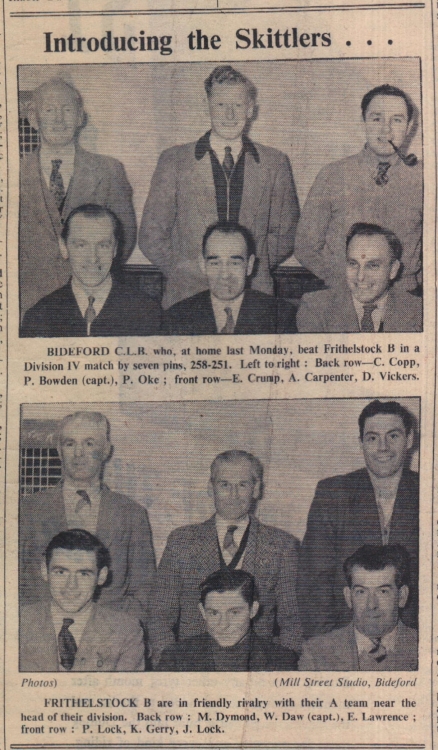 Introducing the Skittlers . . .
BIDEFORD C.L.B. who, at home last Monday, beat Frithelstock B in a
Division IV match by seven pins, 258-251. Left to right : Back row—C. Copp,
P. Bowden (capt.), P. Oke ; front row—E. Crump, A. Carpenter, D. Vickers.
Photos) (Mill Street Studio, Bideford
FRITHELSTOCK B are in friendly rivalry with their A team near the
head of their division. Back row : M. Dymond, W. Daw (capt.), E. Lawrence ;
front row : P. Lock, K. Gerry, J. Lock.